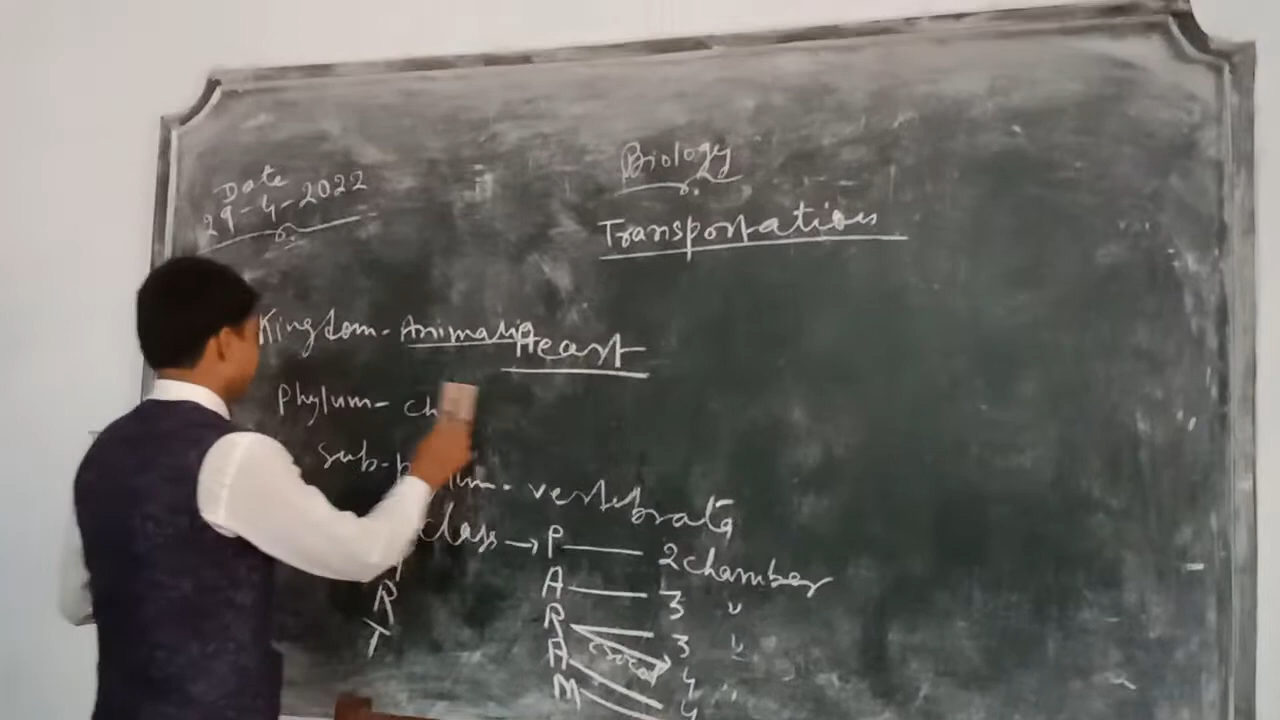 Biology
Date
29-4-2022
Transportation
Kingdom - Animalia
Heart
Phylum - ch
Sub-p lum - vertebrata
class → P — 2 chamber
A — 3 "
R
R — 3 "
T
A 4 "
M 4